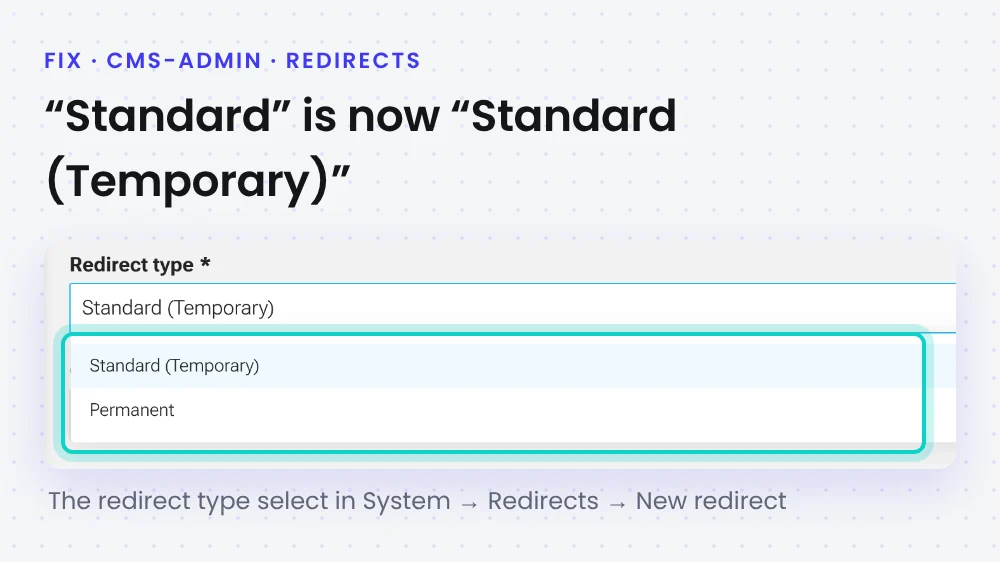 FIX · CMS-ADMIN · REDIRECTS
“Standard” is now “Standard
(Temporary)”
Redirect type *
Standard (Temporary)
Standard (Temporary)
Permanent
The redirect type select in System → Redirects → New redirect